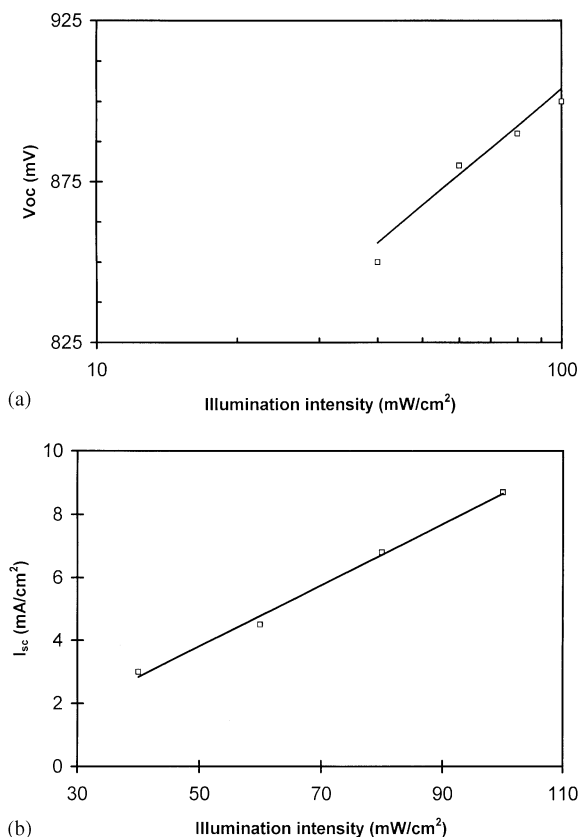 925
875
825
Voc (mV)
10
100
Illumination intensity (mW/cm²)
(a)
10
8
6
4
2
0
Isc (mA/cm²)
30
50
70
90
110
Illumination intensity (mW/cm²)
(b)